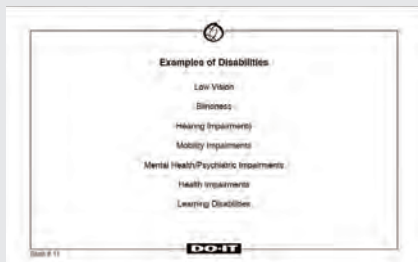 Examples of Disabilities
Low Vision
Blindness
Hearing Impairments
Mobility Impairments
Mental Health/Psychiatric Impairments
Health Impairments
Learning Disabilities
DO-IT